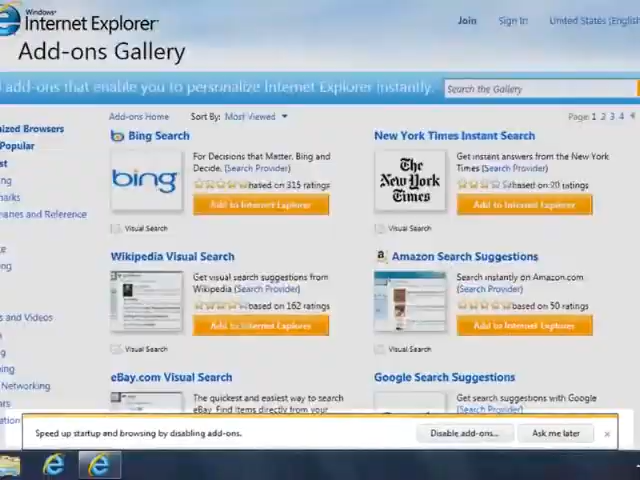 Windows
Internet Explorer
Join Sign In United States (English
Add-ons Gallery
add-ons that enable you to personalize Internet Explorer instantly.
Search the Gallery
Add-ons Home Sort By: Most Viewed
Page: 1 2 3 4
ized Browsers
Popular
st
ng
arks
anes and Reference
e
ng
s and Videos
g
ping
Networking
ars
ation
Bing Search
bing
For Decisions that Matter, Bing and
Decide. (Search Provider)
based on 315 ratings
Add to Internet Explorer
Visual Search
New York Times Instant Search
The
New York
Times
Get instant answers from the New York
Times (Search Provider)
based on 20 ratings
Add to Internet Explorer
Visual Search
Wikipedia Visual Search
Get visual search suggestions from
Wikipedia (Search Provider)
based on 162 ratings
Add to Internet Explorer
Visual Search
a Amazon Search Suggestions
Search instantly on Amazon.com
(Search Provider)
based on 50 ratings
Add to Internet Explorer
Visual Search
eBay.com Visual Search
The quickest and easiest way to search
eBay. Find items directly from your
Google Search Suggestions
Get search suggestions with Google
(Search Provider)
Speed up startup and browsing by disabling add-ons.
Disable add-ons...
Ask me later
x